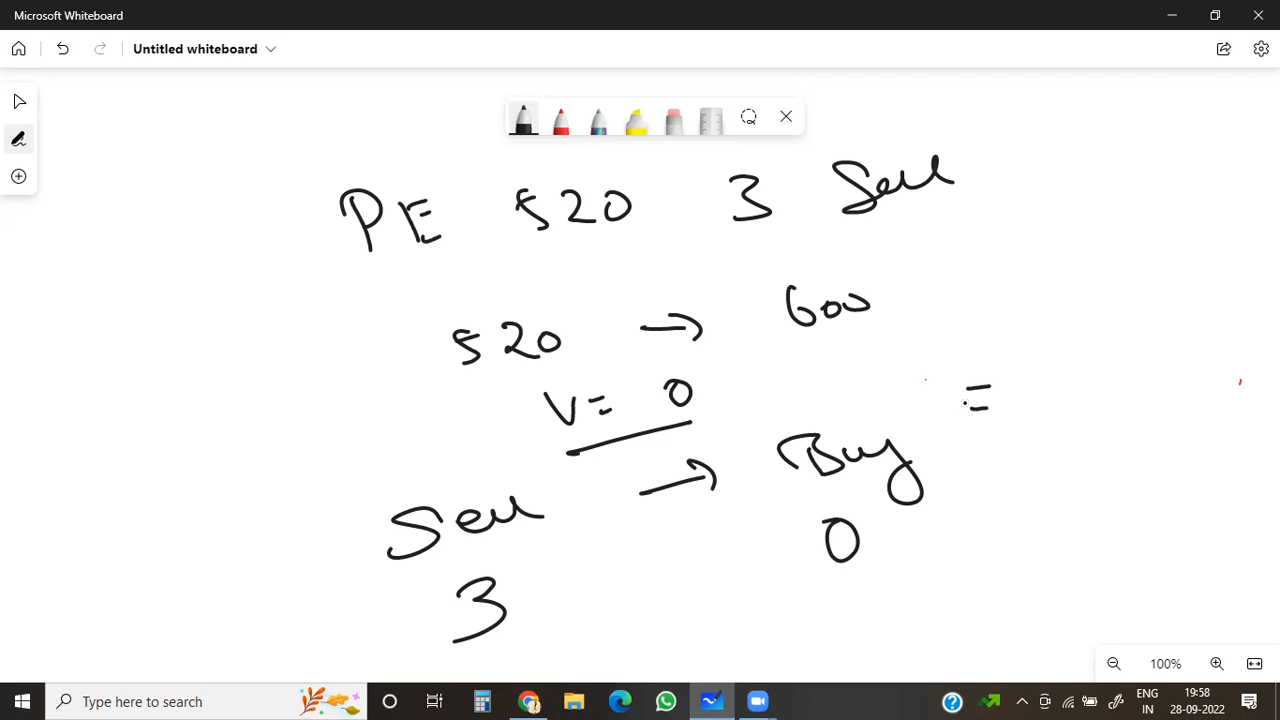 Microsoft Whiteboard
Untitled whiteboard
PE 520 3 Sell
520 → 600
V = 0
=
Sell → Buy
3 0
100%
Type here to search
ENG
IN
19:58
28-09-2022